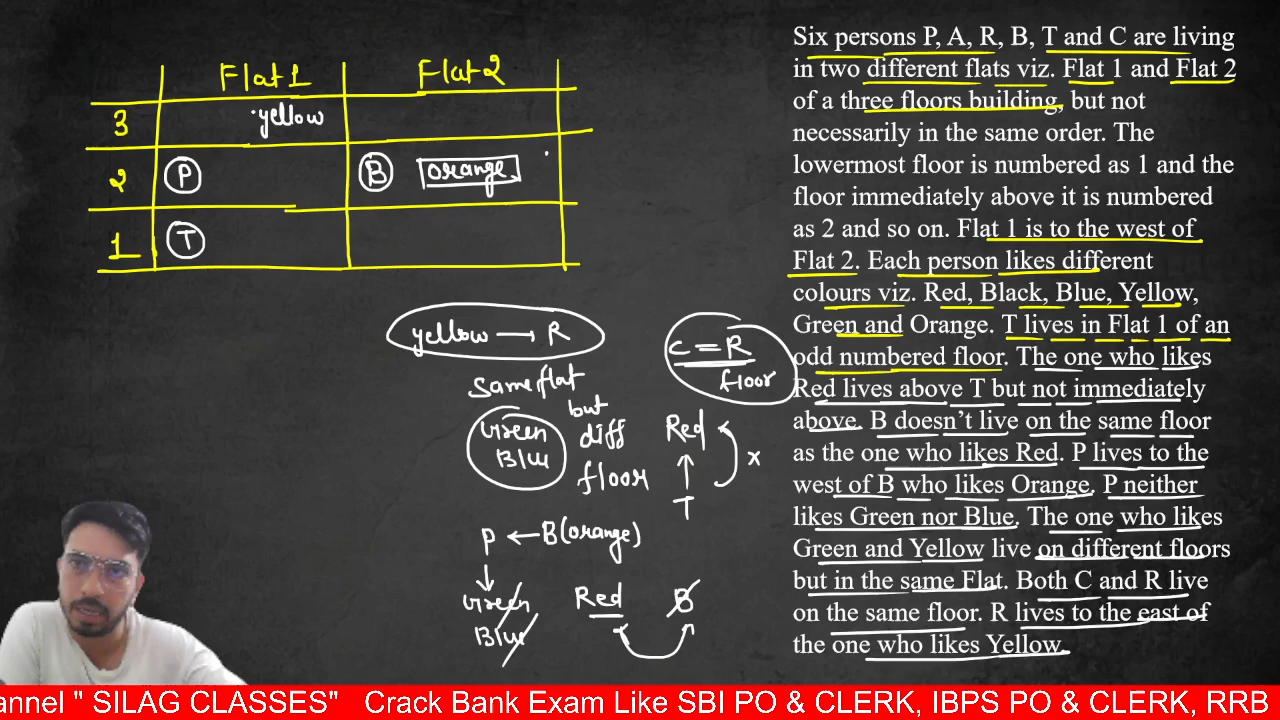 Flat 1 Flat 2
3 yellow
2 P B orange
1 T
yellow → R
Same flat
but
Green diff
Blue floor
C = R
floor
Red
T
x
P ← B(orange)
Green
Blue
Red B
Six persons P, A, R, B, T and C are living
in two different flats viz. Flat 1 and Flat 2
of a three floors building, but not
necessarily in the same order. The
lowermost floor is numbered as 1 and the
floor immediately above it is numbered
as 2 and so on. Flat 1 is to the west of
Flat 2. Each person likes different
colours viz. Red, Black, Blue, Yellow,
Green and Orange. T lives in Flat 1 of an
odd numbered floor. The one who likes
Red lives above T but not immediately
above. B doesn't live on the same floor
as the one who likes Red. P lives to the
west of B who likes Orange. P neither
likes Green nor Blue. The one who likes
Green and Yellow live on different floors
but in the same Flat. Both C and R live
on the same floor. R lives to the east of
the one who likes Yellow.
annel " SILAG CLASSES" Crack Bank Exam Like SBI PO & CLERK, IBPS PO & CLERK, RRB